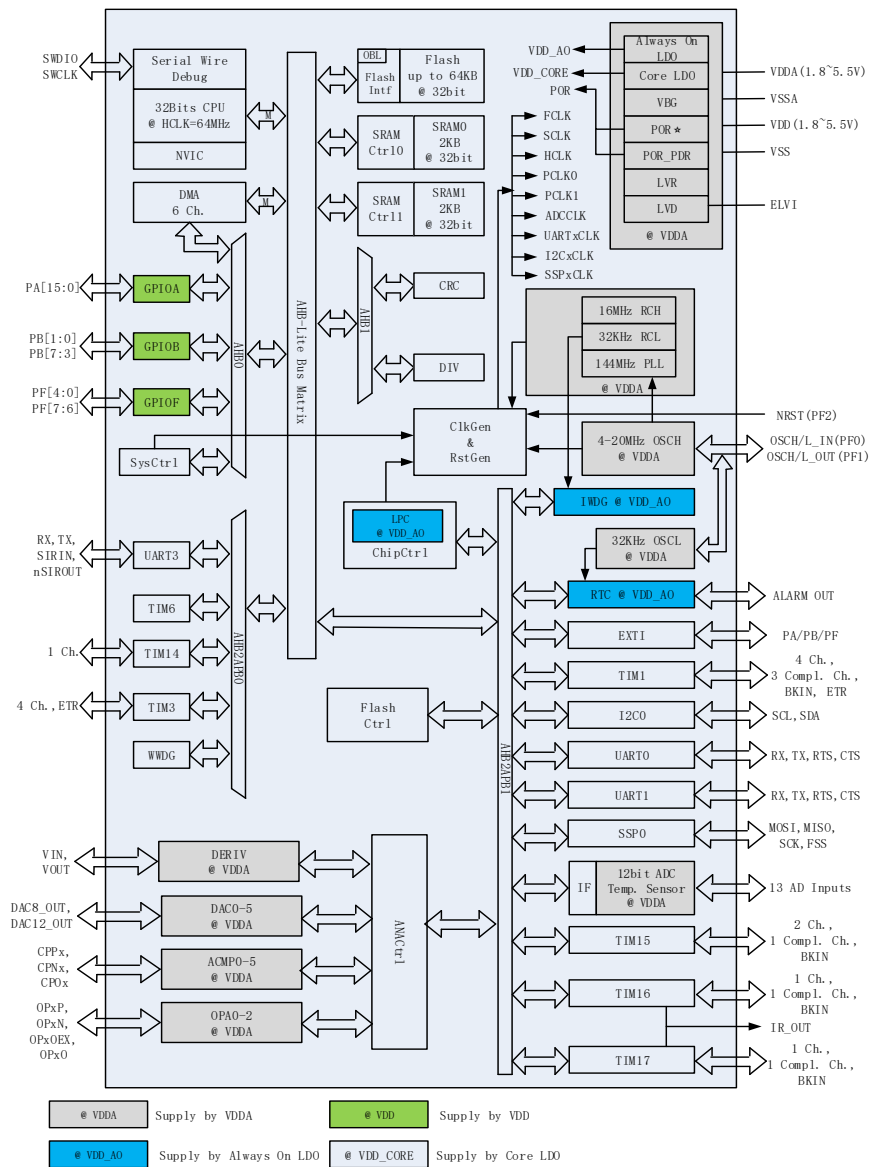 SWDIO
SWCLK
Serial Wire
Debug
32Bits CPU
@ HCLK=64MHz
NVIC
DMA
6 Ch.
M
M
AHB-Lite Bus Matrix
OBL
Flash
Intf
Flash
up to 64KB
@ 32bit
SRAM
Ctrl0
SRAM0
2KB
@ 32bit
SRAM
Ctrl1
SRAM1
2KB
@ 32bit
VDD_AO
VDD_CORE
POR
Always On
LDO
Core LDO
VBG
POR★
POR_PDR
LVR
LVD
@ VDDA
VDDA(1.8~5.5V)
VSSA
VDD(1.8~5.5V)
VSS
ELVI
FCLK
SCLK
HCLK
PCLK0
PCLK1
ADCCLK
UARTxCLK
I2CxCLK
SSPxCLK
PA[15:0]
GPIOA
PB[1:0]
PB[7:3]
GPIOB
PF[4:0]
PF[7:6]
GPIOF
AHB0
SysCtrl
AHB1
CRC
DIV
16MHz RCH
32KHz RCL
144MHz PLL
@ VDDA
ClkGen
&
RstGen
NRST(PF2)
4-20MHz OSCH
@ VDDA
OSCH/L_IN(PF0)
OSCH/L_OUT(PF1)
LPC
@ VDD_AO
ChipCtrl
IWDG @ VDD_AO
32KHz OSCL
@ VDDA
RTC @ VDD_AO
ALARM OUT
RX,TX,
SIRIN,
nSIROUT
UART3
TIM6
1 Ch.
TIM14
4 Ch.,ETR
TIM3
WWDG
AHB2APB0
Flash
Ctrl
AHB2APB1
EXTI
PA/PB/PF
TIM1
4 Ch.,
3 Compl. Ch.,
BKIN, ETR
I2C0
SCL,SDA
UART0
RX,TX,RTS,CTS
UART1
RX,TX,RTS,CTS
SSP0
MOSI,MISO,
SCK,FSS
IF
12bit ADC
Temp. Sensor
@ VDDA
13 AD Inputs
TIM15
2 Ch.,
1 Compl. Ch.,
BKIN
TIM16
1 Ch.,
1 Compl. Ch.,
BKIN
IR_OUT
TIM17
1 Ch.,
1 Compl. Ch.,
BKIN
VIN,
VOUT
DERIV
@ VDDA
DAC8_OUT,
DAC12_OUT
DAC0-5
@ VDDA
CPPx,
CPNx,
CPOx
ACMP0-5
@ VDDA
OPxP,
OPxN,
OPxOEX,
OPxO
OPA0-2
@ VDDA
ANACtrl
@ VDDA
Supply by VDDA
@ VDD
Supply by VDD
@ VDD_AO
Supply by Always On LDO
@ VDD_CORE
Supply by Core LDO